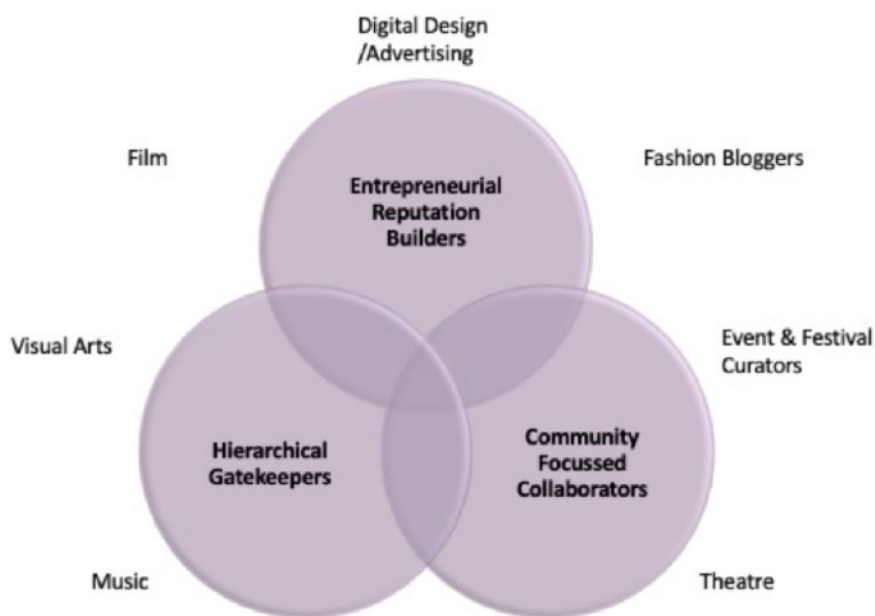 Digital Design
/Advertising
Film
Fashion Bloggers
Entrepreneurial
Reputation
Builders
Visual Arts
Event & Festival
Curators
Hierarchical
Gatekeepers
Community
Focussed
Collaborators
Music
Theatre